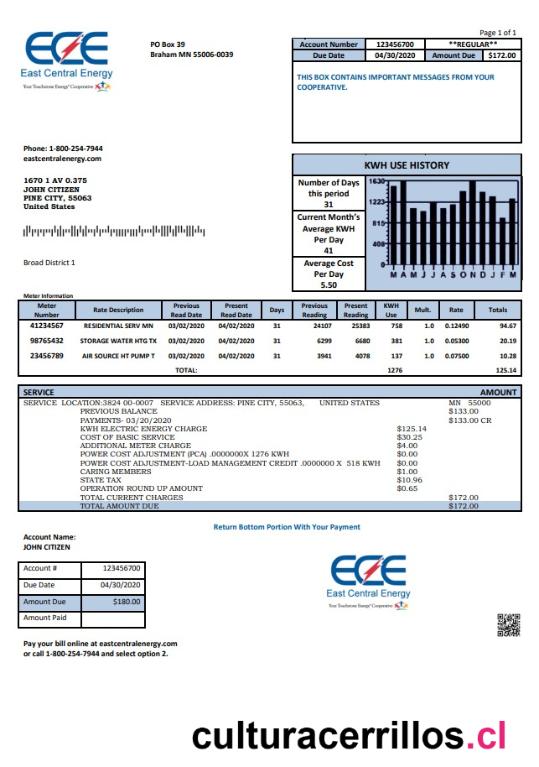 Page 1 of 1
ECE
East Central Energy
Your Touchstone Energy® Cooperative
PO Box 39
Braham MN 55006-0039
Account Number 123456700 **REGULAR**
Due Date 04/30/2020 Amount Due $172.00
THIS BOX CONTAINS IMPORTANT MESSAGES FROM YOUR
COOPERATIVE.
Phone: 1-800-254-7944
eastcentralenergy.com
1670 1 AV 0.375
JOHN CITIZEN
PINE CITY, 55063
United States
Broad District 1
KWH USE HISTORY
Number of Days
this period
31
Current Month's
Average KWH
Per Day
41
Average Cost
Per Day
5.50
1630
1223
815
408
0
M A M J J A S O N D J F M
Meter Information
Meter Number Rate Description Previous Read Date Present Read Date Days Previous Reading Present Reading KWH Use Mult. Rate Totals
41234567 RESIDENTIAL SERV MN 03/02/2020 04/02/2020 31 24107 25383 758 1.0 0.12490 94.67
98765432 STORAGE WATER HTG TX 03/02/2020 04/02/2020 31 6299 6680 381 1.0 0.05300 20.19
23456789 AIR SOURCE HT PUMP T 03/02/2020 04/02/2020 31 3941 4078 137 1.0 0.07500 10.28
TOTAL: 1276 125.14
SERVICE AMOUNT
SERVICE LOCATION:3824 00-0007 SERVICE ADDRESS: PINE CITY, 55063, UNITED STATES MN 55000
PREVIOUS BALANCE $133.00
PAYMENTS- 03/20/2020 $133.00 CR
KWH ELECTRIC ENERGY CHARGE $125.14
COST OF BASIC SERVICE $30.25
ADDITIONAL METER CHARGE $4.00
POWER COST ADJUSTMENT (PCA) .0000000X 1276 KWH $0.00
POWER COST ADJUSTMENT-LOAD MANAGEMENT CREDIT .0000000 X 518 KWH $0.00
CARING MEMBERS $1.00
STATE TAX $10.96
OPERATION ROUND UP AMOUNT $0.65
TOTAL CURRENT CHARGES $172.00
TOTAL AMOUNT DUE $172.00
Return Bottom Portion With Your Payment
Account Name:
JOHN CITIZEN
Account # 123456700
Due Date 04/30/2020
Amount Due $180.00
Amount Paid
ECE
East Central Energy
Your Touchstone Energy® Cooperative
Pay your bill online at eastcentralenergy.com
or call 1-800-254-7944 and select option 2.
culturacerrillos.cl